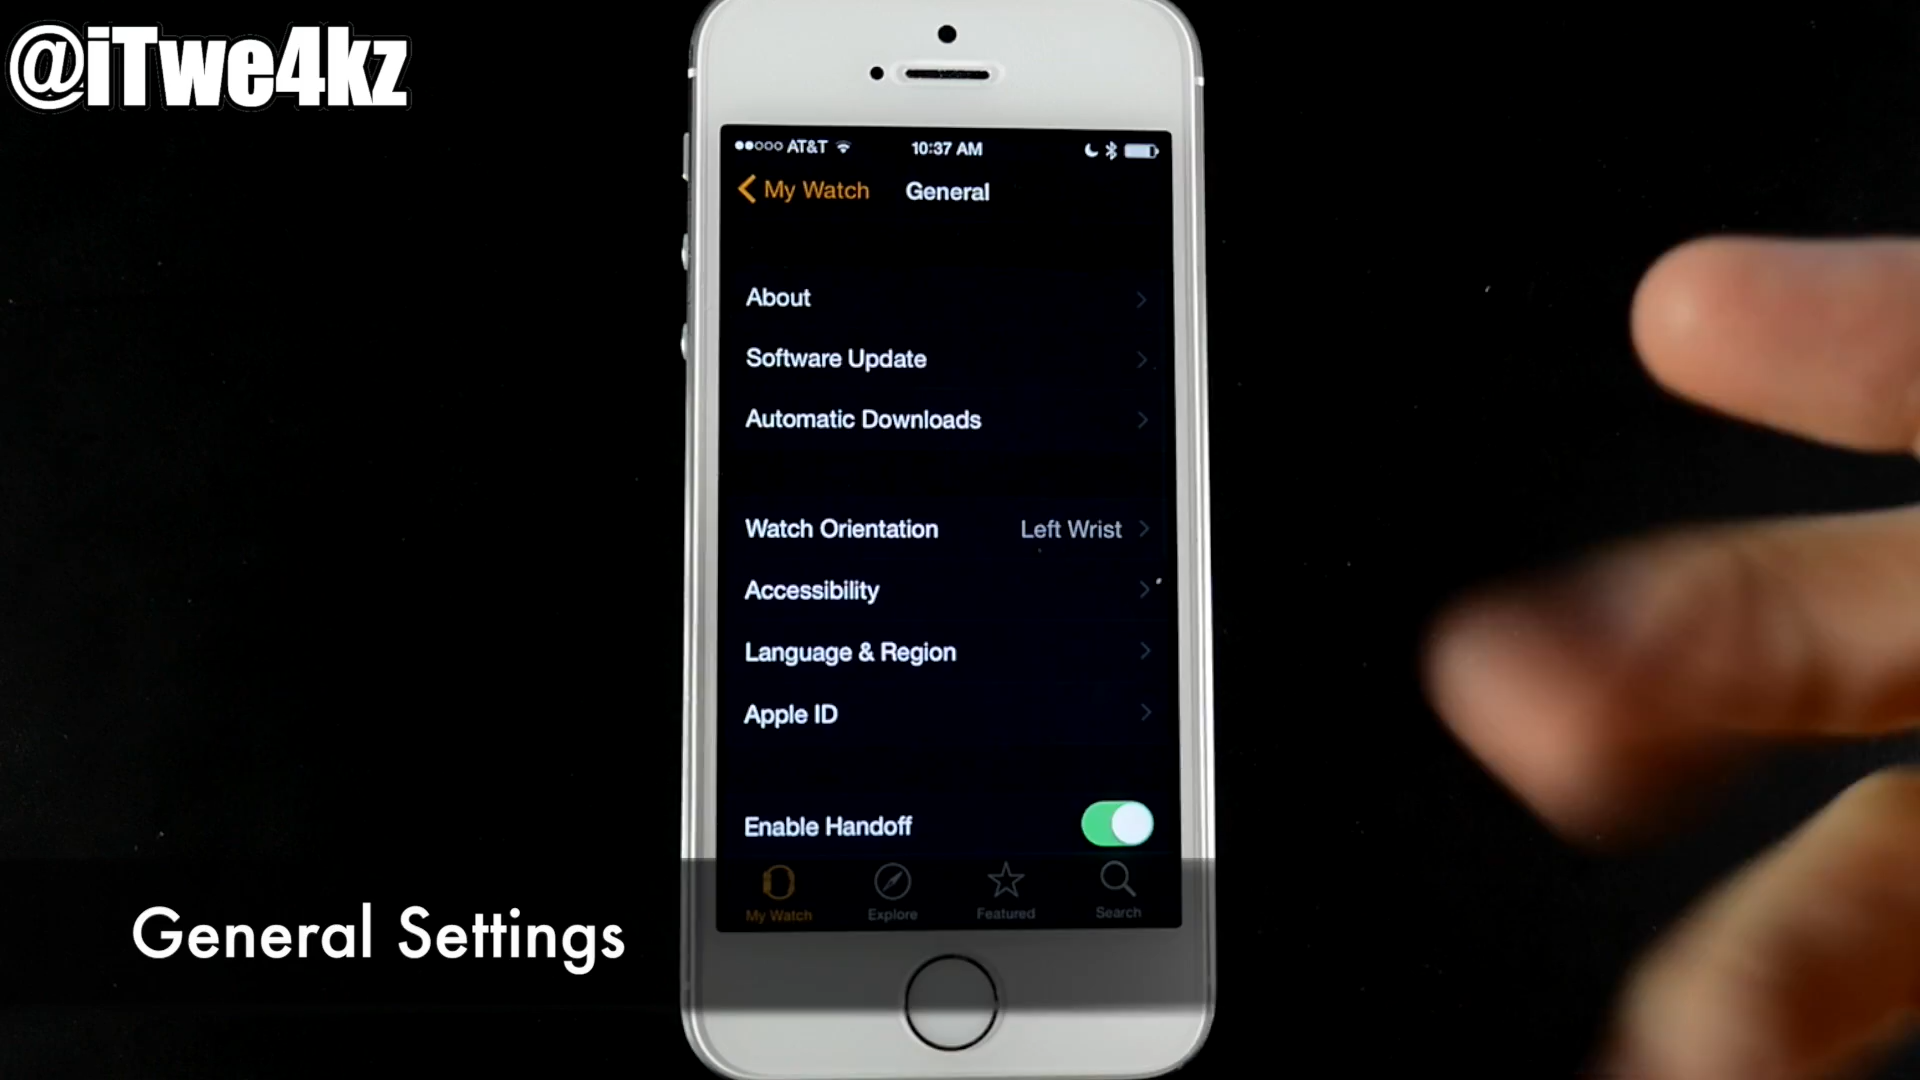 @iTwe4kz
AT&T 10:37 AM
My Watch General
About
Software Update
Automatic Downloads
Watch Orientation Left Wrist
Accessibility
Language & Region
Apple ID
Enable Handoff
My Watch Explore Featured Search
General Settings